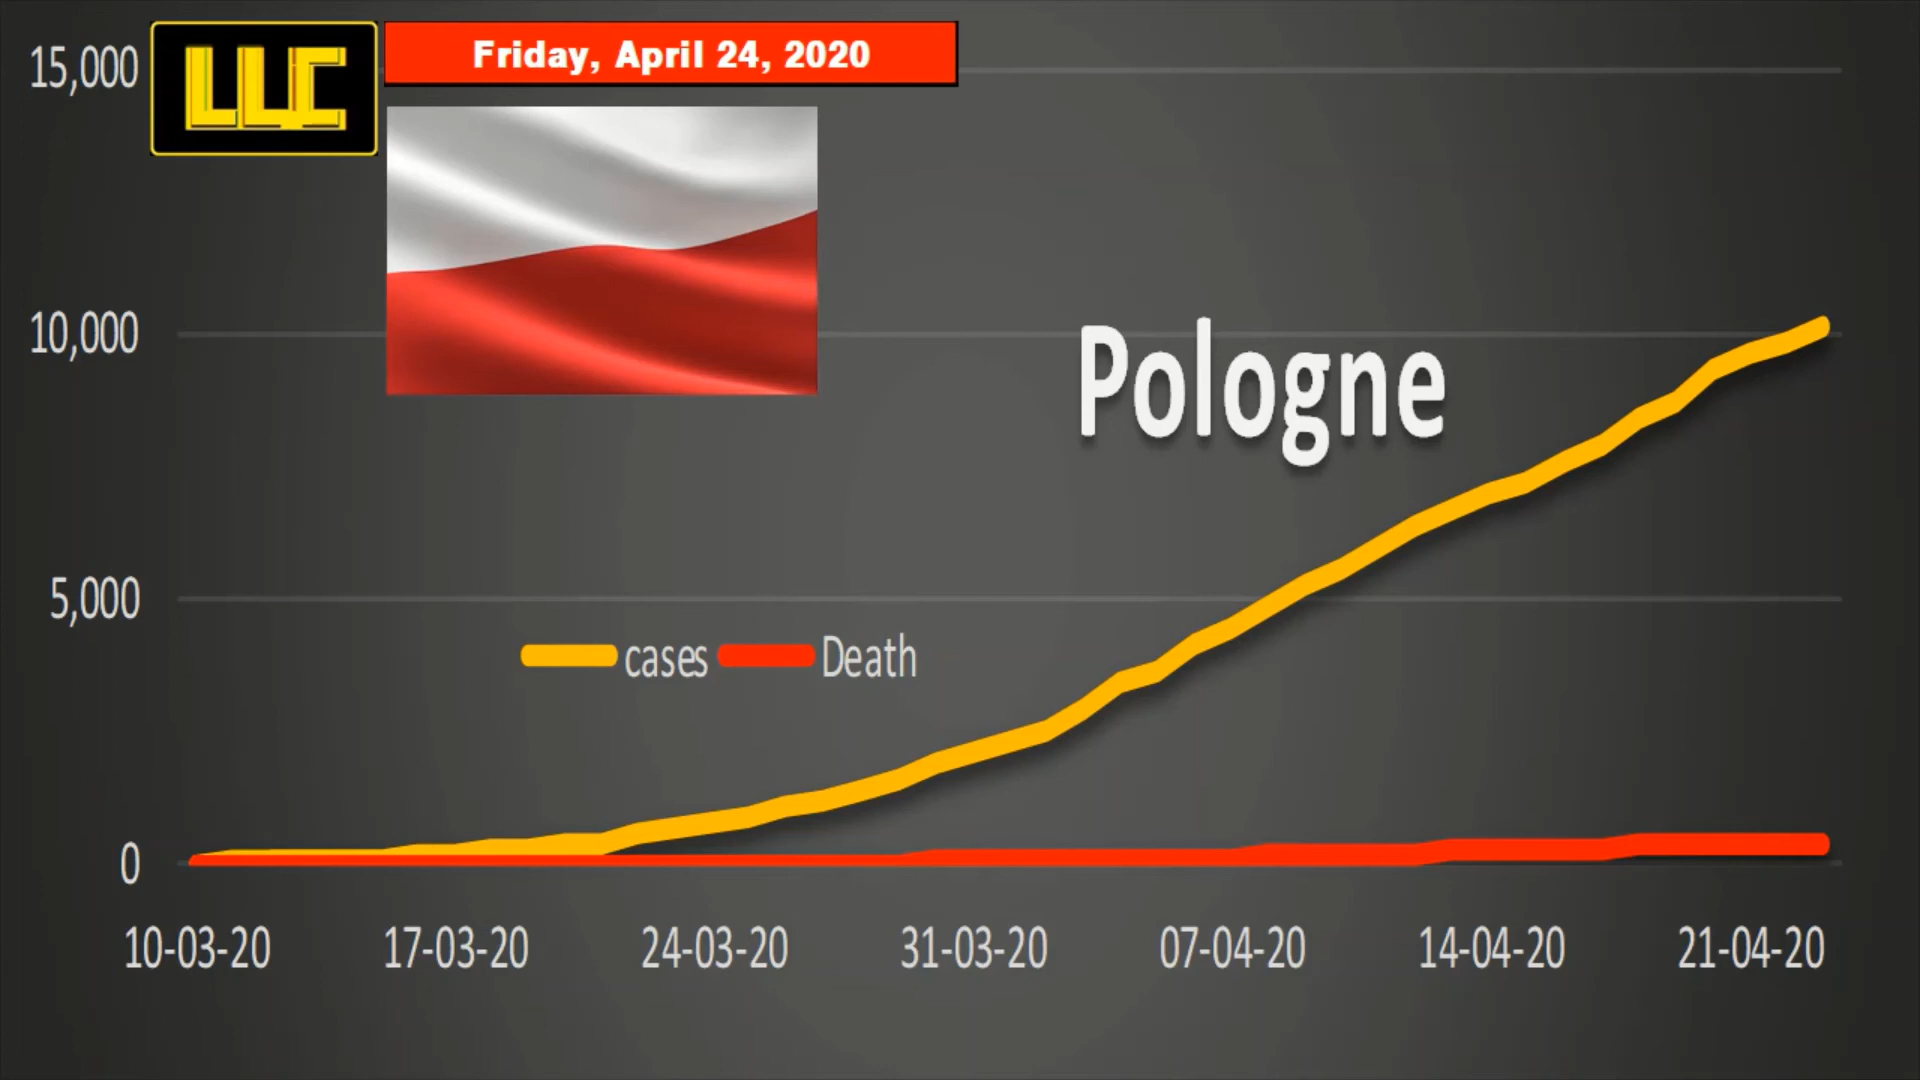 LLC
Friday, April 24, 2020
15,000
10,000
5,000
0
Pologne
cases Death
10-03-20 17-03-20 24-03-20 31-03-20 07-04-20 14-04-20 21-04-20